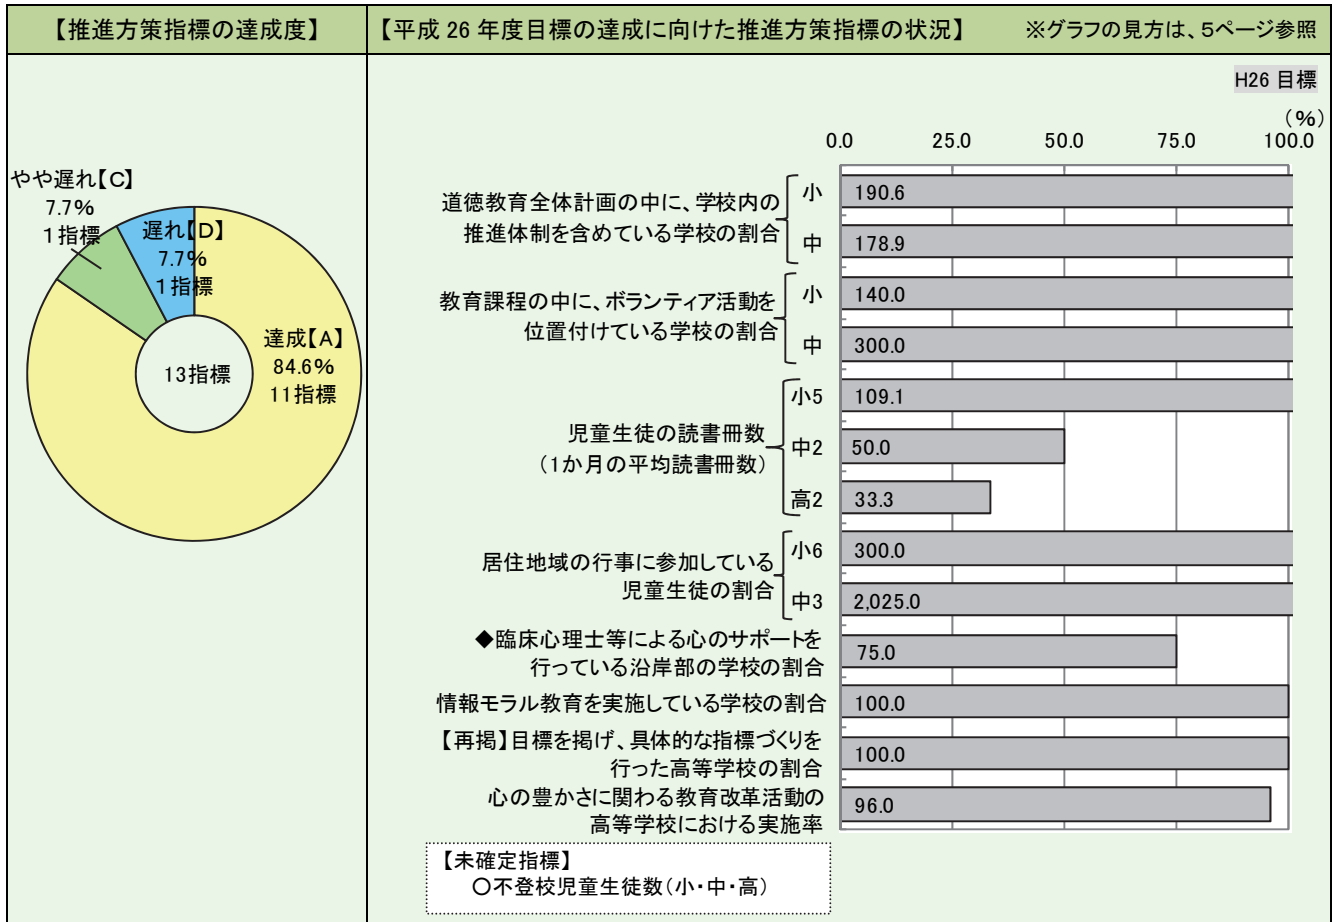 【推進方策指標の達成度】
【平成 26 年度目標の達成に向けた推進方策指標の状況】 ※グラフの見方は、5ページ参照
やや遅れ【C】
7.7%
1指標
遅れ【D】
7.7%
1指標
達成【A】
84.6%
11指標
13指標
H26 目標
(%)
0.0 25.0 50.0 75.0 100.0
道徳教育全体計画の中に、学校内の
推進体制を含めている学校の割合
小 190.6
中 178.9
教育課程の中に、ボランティア活動を
位置付けている学校の割合
小 140.0
中 300.0
児童生徒の読書冊数
(1か月の平均読書冊数)
小5 109.1
中2 50.0
高2 33.3
居住地域の行事に参加している
児童生徒の割合
小6 300.0
中3 2,025.0
◆臨床心理士等による心のサポートを
行っている沿岸部の学校の割合
75.0
情報モラル教育を実施している学校の割合 100.0
【再掲】目標を掲げ、具体的な指標づくりを
行った高等学校の割合
100.0
心の豊かさに関わる教育改革活動の
高等学校における実施率
96.0
【未確定指標】
○不登校児童生徒数(小・中・高)